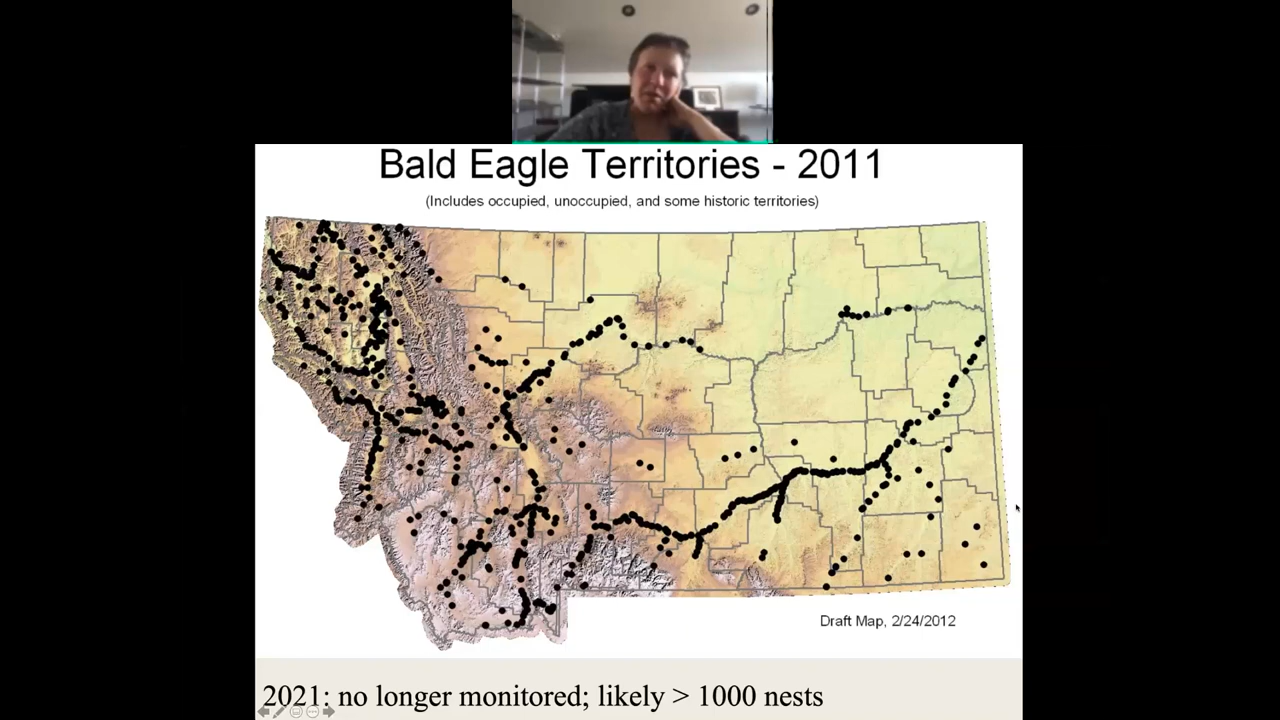 Bald Eagle Territories - 2011
(Includes occupied, unoccupied, and some historic territories)
Draft Map, 2/24/2012
2021: no longer monitored; likely > 1000 nests